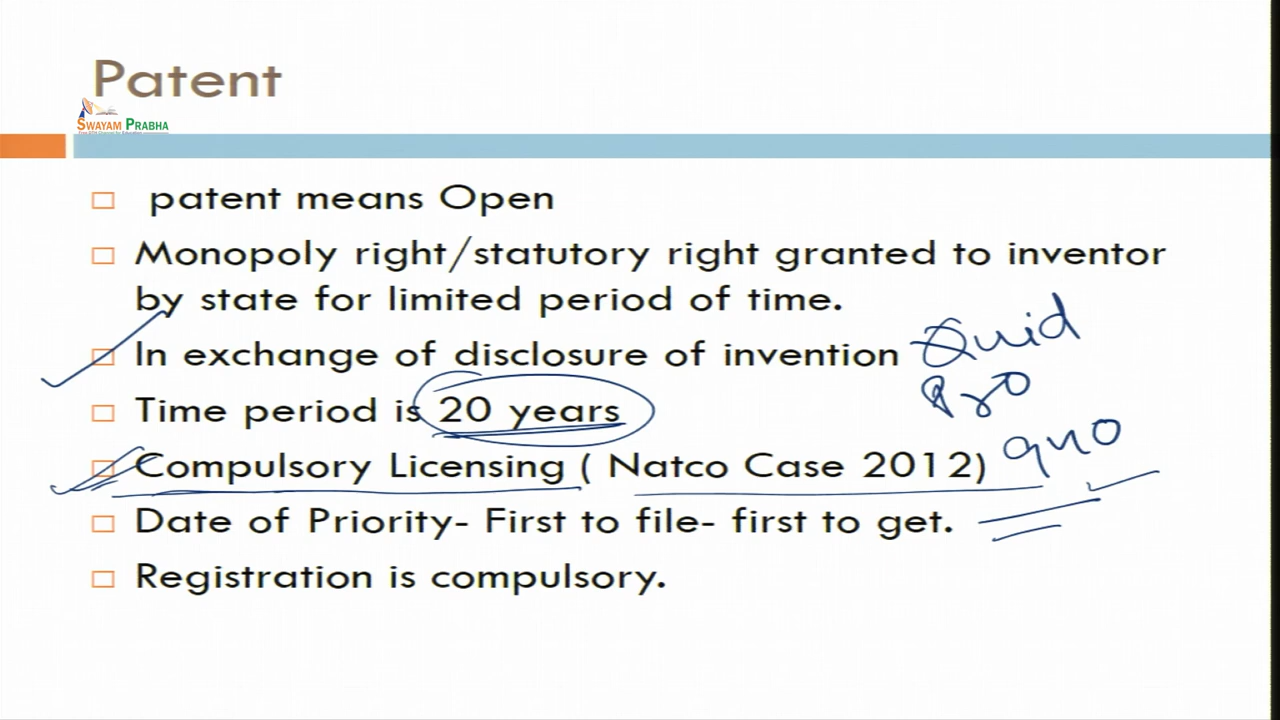 Patent
SWAYAM PRABHA
patent means Open
Monopoly right/statutory right granted to inventor
by state for limited period of time.
In exchange of disclosure of invention Quid
Pro
Time period is 20 years
quo
Compulsory Licensing ( Natco Case 2012)
Date of Priority- First to file- first to get.
Registration is compulsory.